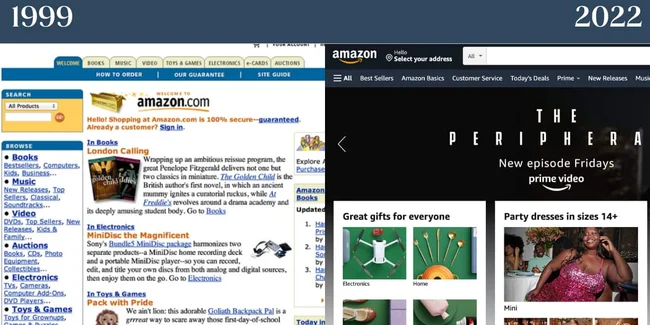 1999
2022
YOUR ACCOUNT
WELCOME
BOOKS
MUSIC
VIDEO
TOYS & GAMES
ELECTRONICS
e-CARDS
AUCTIONS
HOW TO ORDER
OUR GUARANTEE
SITE GUIDE
SEARCH
All Products
GO!
BROWSE
• Books
Bestsellers, Computers,
Kids, Business...
• Music
New Releases, Top
Sellers, Classical,
Soundtracks...
• Video
DVDs, Top Sellers, New
Releases, Kids &
Family...
• Auctions
Books, CDs, Photo
Equipment,
Collectibles...
• Electronics
TVs, Cameras,
Computer Add-Ons,
DVD Players...
• Toys & Games
Toys for Grownups,
WELCOME TO
amazon.com
Hello! Shopping at Amazon.com is 100% secure--guaranteed.
Already a customer? Sign in.
In Books
London Calling
Wrapping up an ambitious reissue program, the
great Penelope Fitzgerald delivers not one but
two classics in miniature. The Golden Child is the
British author's first novel, in which an ancient
mummy ignites a curatorial ruckus, while At
Freddie's revolves around a drama academy and
its deeply amusing student body. Go to Books
In Electronics
MiniDisc the Magnificent
Sony's Bundle5 MiniDisc package harmonizes two
separate products--a MiniDisc home recording deck
and a portable MiniDisc player--so you can record,
edit, and title your own discs from both analog and digital sources,
then enjoy them on the go. Go to Electronics
In Toys & Games
Pack with Pride
We ain't lion: this adorable Goliath Backpack Pal is
a grrrreat way to scare away those first-day-of-school
Explore A
Purchase
Amazon
Books
Updated
1.
by
2.
by
3.
by
Today in
amazon
Hello
Select your address
All
All
Best Sellers
Amazon Basics
Customer Service
Today's Deals
Prime
New Releases
Musi
THE
PERIPHERA
New episode Fridays
prime video
Great gifts for everyone
Electronics
Home
Party dresses in sizes 14+
Mini